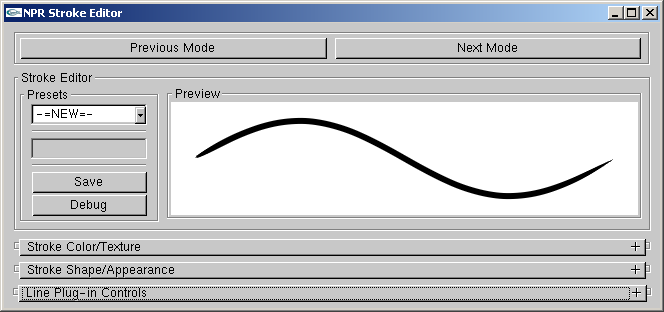 NPR Stroke Editor
Previous Mode
Next Mode
Stroke Editor
Presets
-=NEW=-
Save
Debug
Preview
Stroke Color/Texture
Stroke Shape/Appearance
Line Plug-in Controls